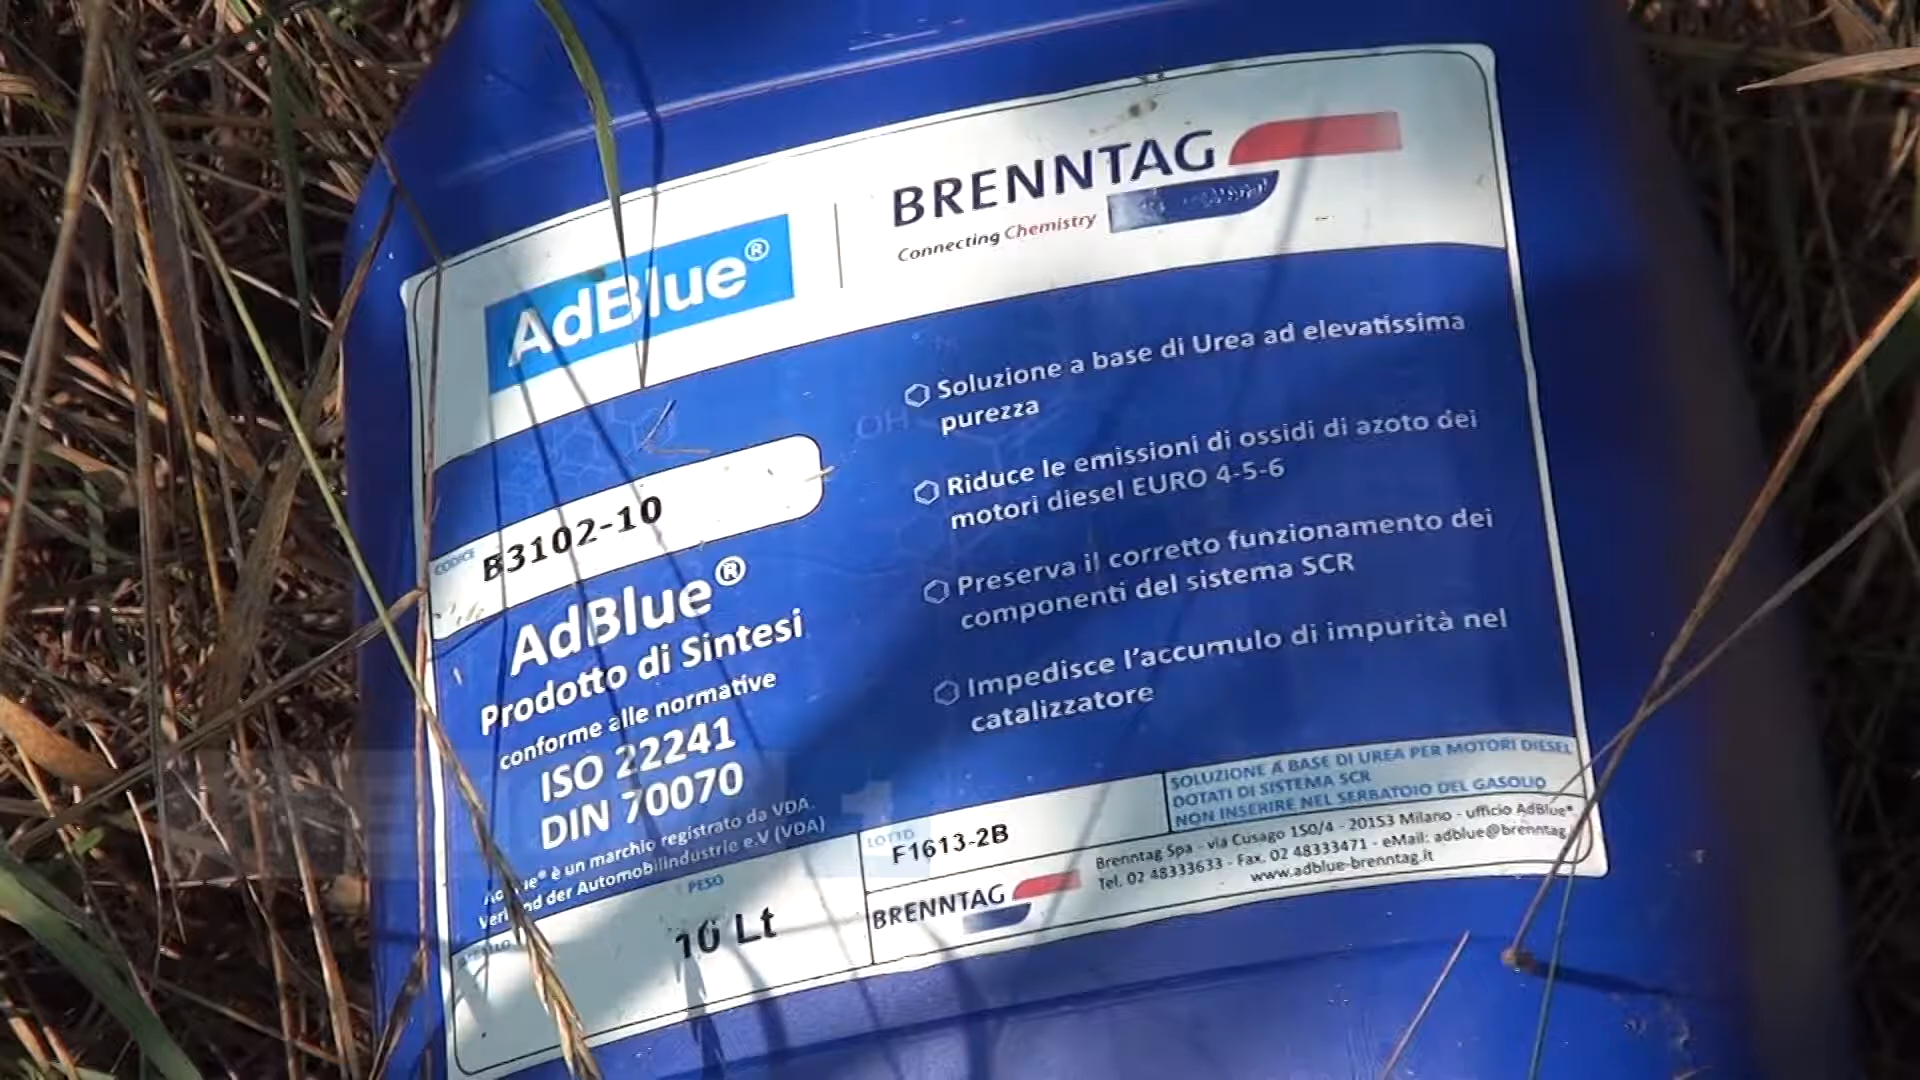 AdBlue®
BRENNTAG
Connecting Chemistry
Soluzione a base di Urea ad elevatissima
purezza
Riduce le emissioni di ossidi di azoto dei
motori diesel EURO 4-5-6
Preserva il corretto funzionamento dei
componenti del sistema SCR
Impedisce l'accumulo di impurità nel
catalizzatore
CODICE
B3102-10
AdBlue®
Prodotto di Sintesi
conforme alle normative
ISO 22241
DIN 70070
è un marchio registrato da VDA.
der Automobilindustrie e.V (VDA)
PESO
10 Lt
LOTTO
F1613-2B
SOLUZIONE A BASE DI UREA PER MOTORI DIESEL
DOTATI DI SISTEMA SCR
NON INSERIRE NEL SERBATOIO DEL GASOLIO
BRENNTAG
Brenntag Spa - via Cusago 150/4 - 20153 Milano - ufficio AdBlue®
Tel. 02 48333633 - Fax. 02 48333471 - eMail: adblue@brenntag.
www.adblue-brenntag.it